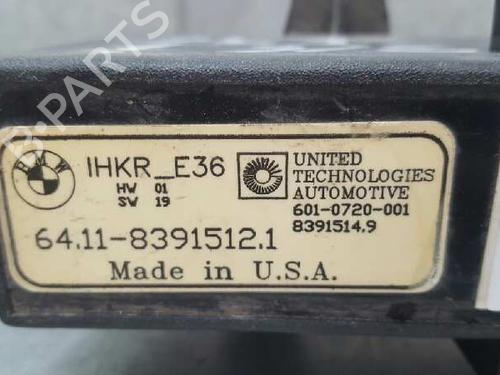 B-PARTS
BMW
IHKR_E36
HW 01
SW 19
64.11-8391512.1
UNITED
TECHNOLOGIES
AUTOMOTIVE
601-0720-001
8391514.9
Made in U.S.A.